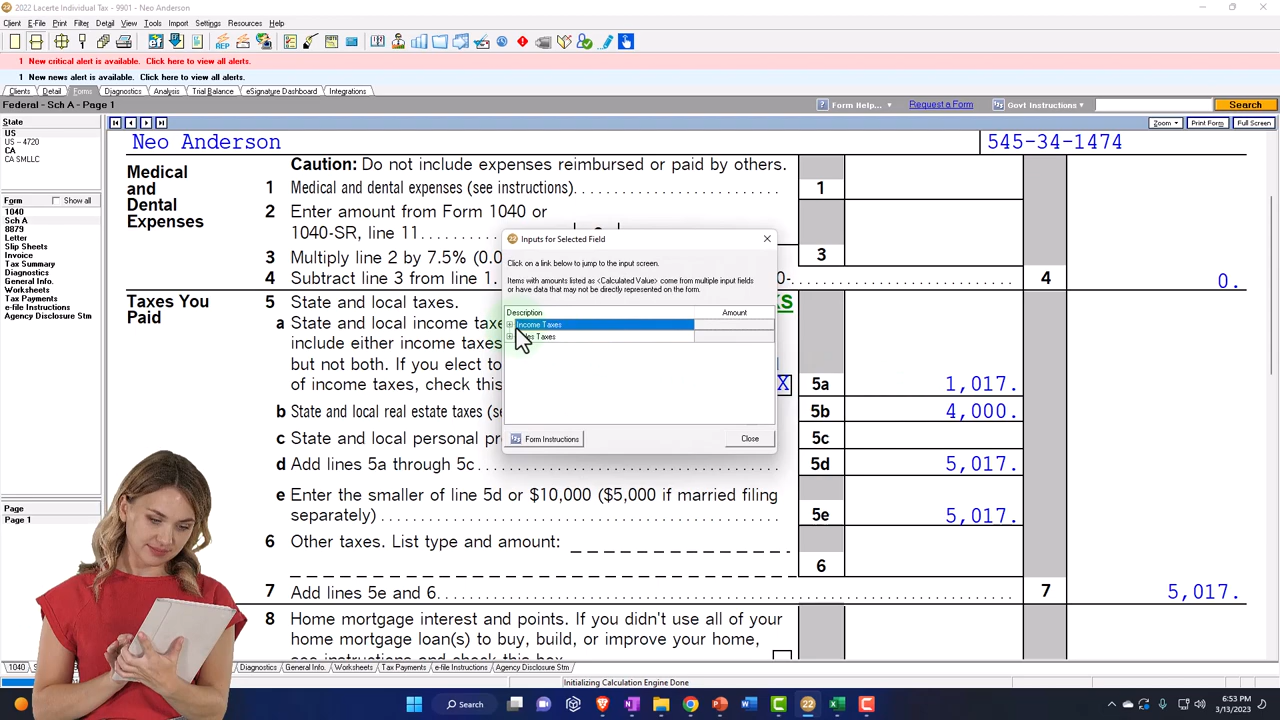 2022 Lacerte Individual Tax - 9901 - Neo Anderson
Client E-File Print Filter Detail View Tools Import Settings Resources Help
1 New critical alert is available. Click here to view all alerts.
1 New news alert is available. Click here to view all alerts.
Clients Detail Forms Diagnostics Analysis Trial Balance eSignature Dashboard Integrations
Federal - Sch A - Page 1
Form Help... Request a Form Govt Instructions Search
State
US
US - 4720
CA
CA SMLLC
Form Show all
1040
Sch A
8879
Letter
Slip Sheets
Invoice
Tax Summary
Diagnostics
General Info.
Worksheets
Tax Payments
e-file Instructions
Agency Disclosure Stm
Page
Page 1
Zoom Print Form Full Screen
Neo Anderson 545-34-1474
Medical and Dental Expenses
Caution: Do not include expenses reimbursed or paid by others.
1 Medical and dental expenses (see instructions) 1
2 Enter amount from Form 1040 or
1040-SR, line 11
3 Multiply line 2 by 7.5% (0.0 3
4 Subtract line 3 from line 1. 0- 4 0.
Taxes You Paid
5 State and local taxes. KS
a State and local income taxe
include either income taxes
but not both. If you elect to
of income taxes, check this X 5a 1,017.
b State and local real estate taxes (se 5b 4,000.
c State and local personal pr 5c
d Add lines 5a through 5c 5d 5,017.
e Enter the smaller of line 5d or $10,000 ($5,000 if married filing
separately) 5e 5,017.
6 Other taxes. List type and amount:
6
7 Add lines 5e and 6 7 5,017.
8 Home mortgage interest and points. If you didn't use all of your
home mortgage loan(s) to buy, build, or improve your home,
see instructions and check this box
Inputs for Selected Field
Click on a link below to jump to the input screen.
Items with amounts listed as <Calculated Value> come from multiple input fields
or have data that may not be directly represented on the form.
Description Amount
Income Taxes
Taxes
Form Instructions Close
1040 S Diagnostics General Info. Worksheets Tax Payments e-file Instructions Agency Disclosure Stm
Initializing Calculation Engine Done
Search
6:53 PM
3/13/2023